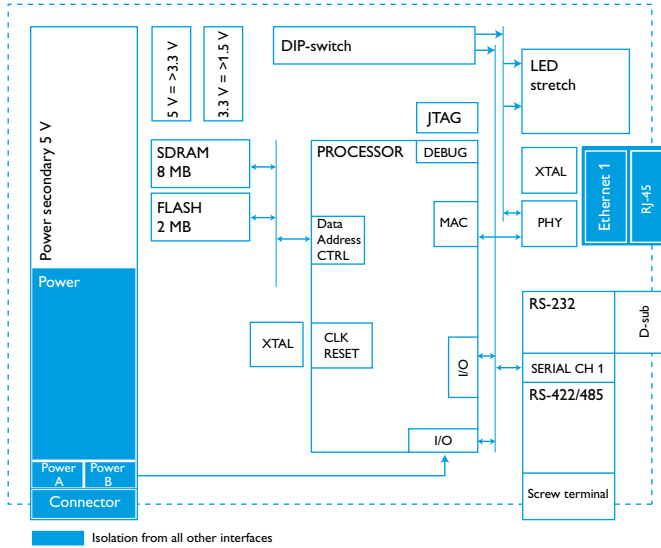 5 V = >3.3 V
3.3 V = >1.5 V
DIP-switch
LED
stretch
Power secondary 5 V
JTAG
SDRAM
8 MB
PROCESSOR
DEBUG
XTAL
Ethernet 1
RJ-45
FLASH
2 MB
Data
Address
CTRL
MAC
PHY
Power
RS-232
D-sub
XTAL
CLK
RESET
I/O
SERIAL CH 1
RS-422/485
I/O
Power
A
Power
B
Connector
Screw terminal
Isolation from all other interfaces